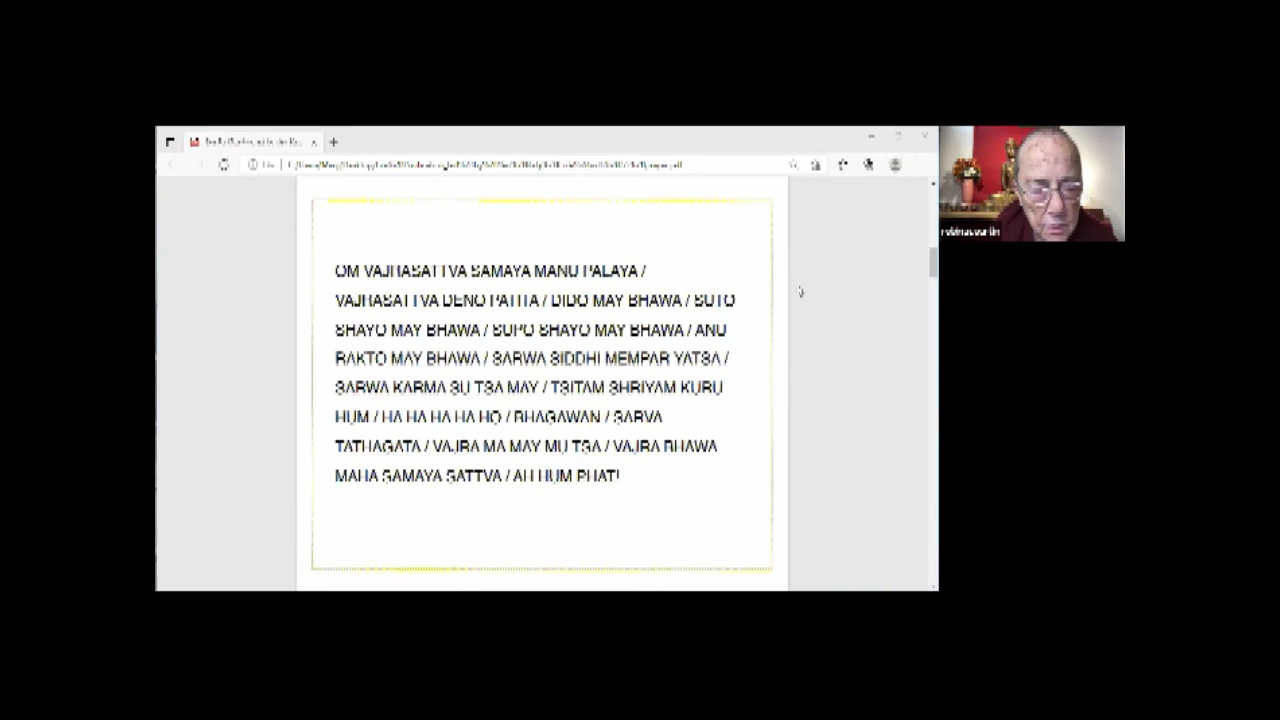 OM VAJRASATTVA SAMAYA MANU PALAYA /
VAJRASATTVA DENO PATITA / DIDO MAY BHAWA / SUTO
SHAYO MAY BHAWA / SUPO SHAYO MAY BHAWA / ANU
RAKTO MAY BHAWA / SARWA SIDDHI MEMPAR YATSA /
SARWA KARMA SU TSA MAY / TSITAM SHRIYAM KURU
HUM / HA HA HA HA HO / BHAGAWAN / SARVA
TATHAGATA / VAJRA MA MAY MU TSA / VAJRA BHAWA
MAHA SAMAYA SATTVA / AH HUM PHAT!
robinacourtin